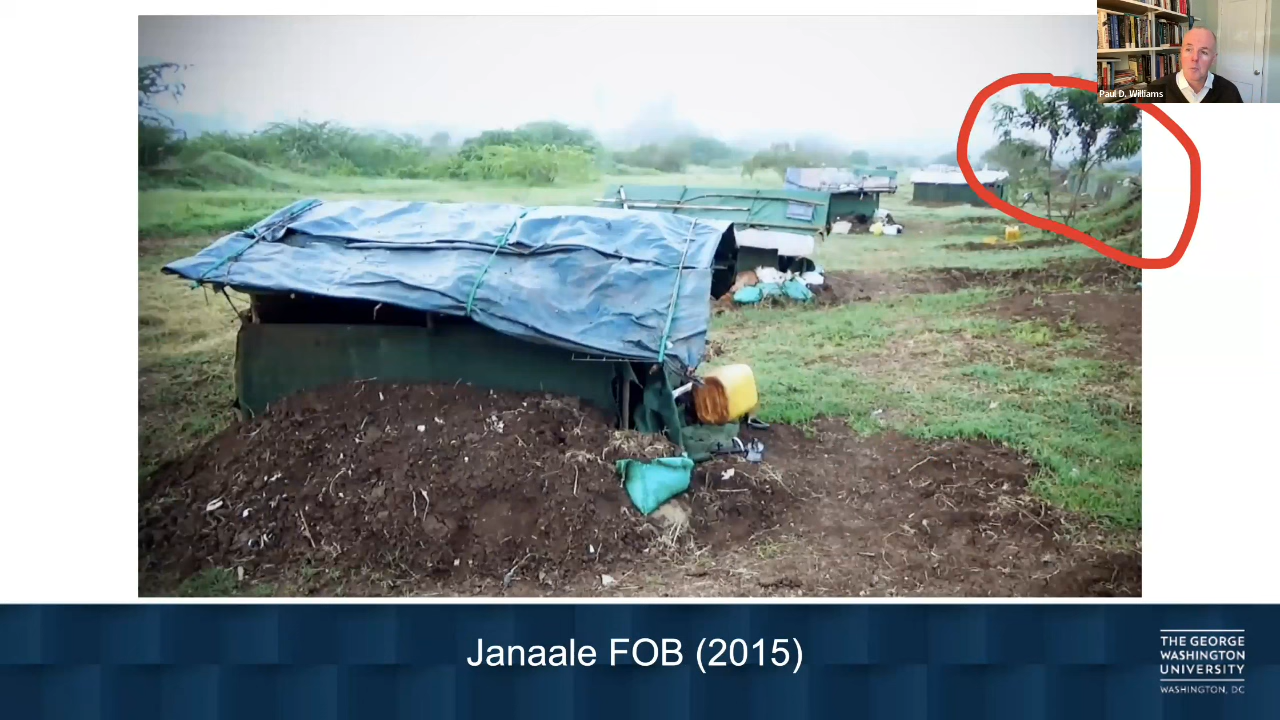 Paul D. Williams
Janaale FOB (2015)
THE GEORGE
WASHINGTON
UNIVERSITY
WASHINGTON, DC